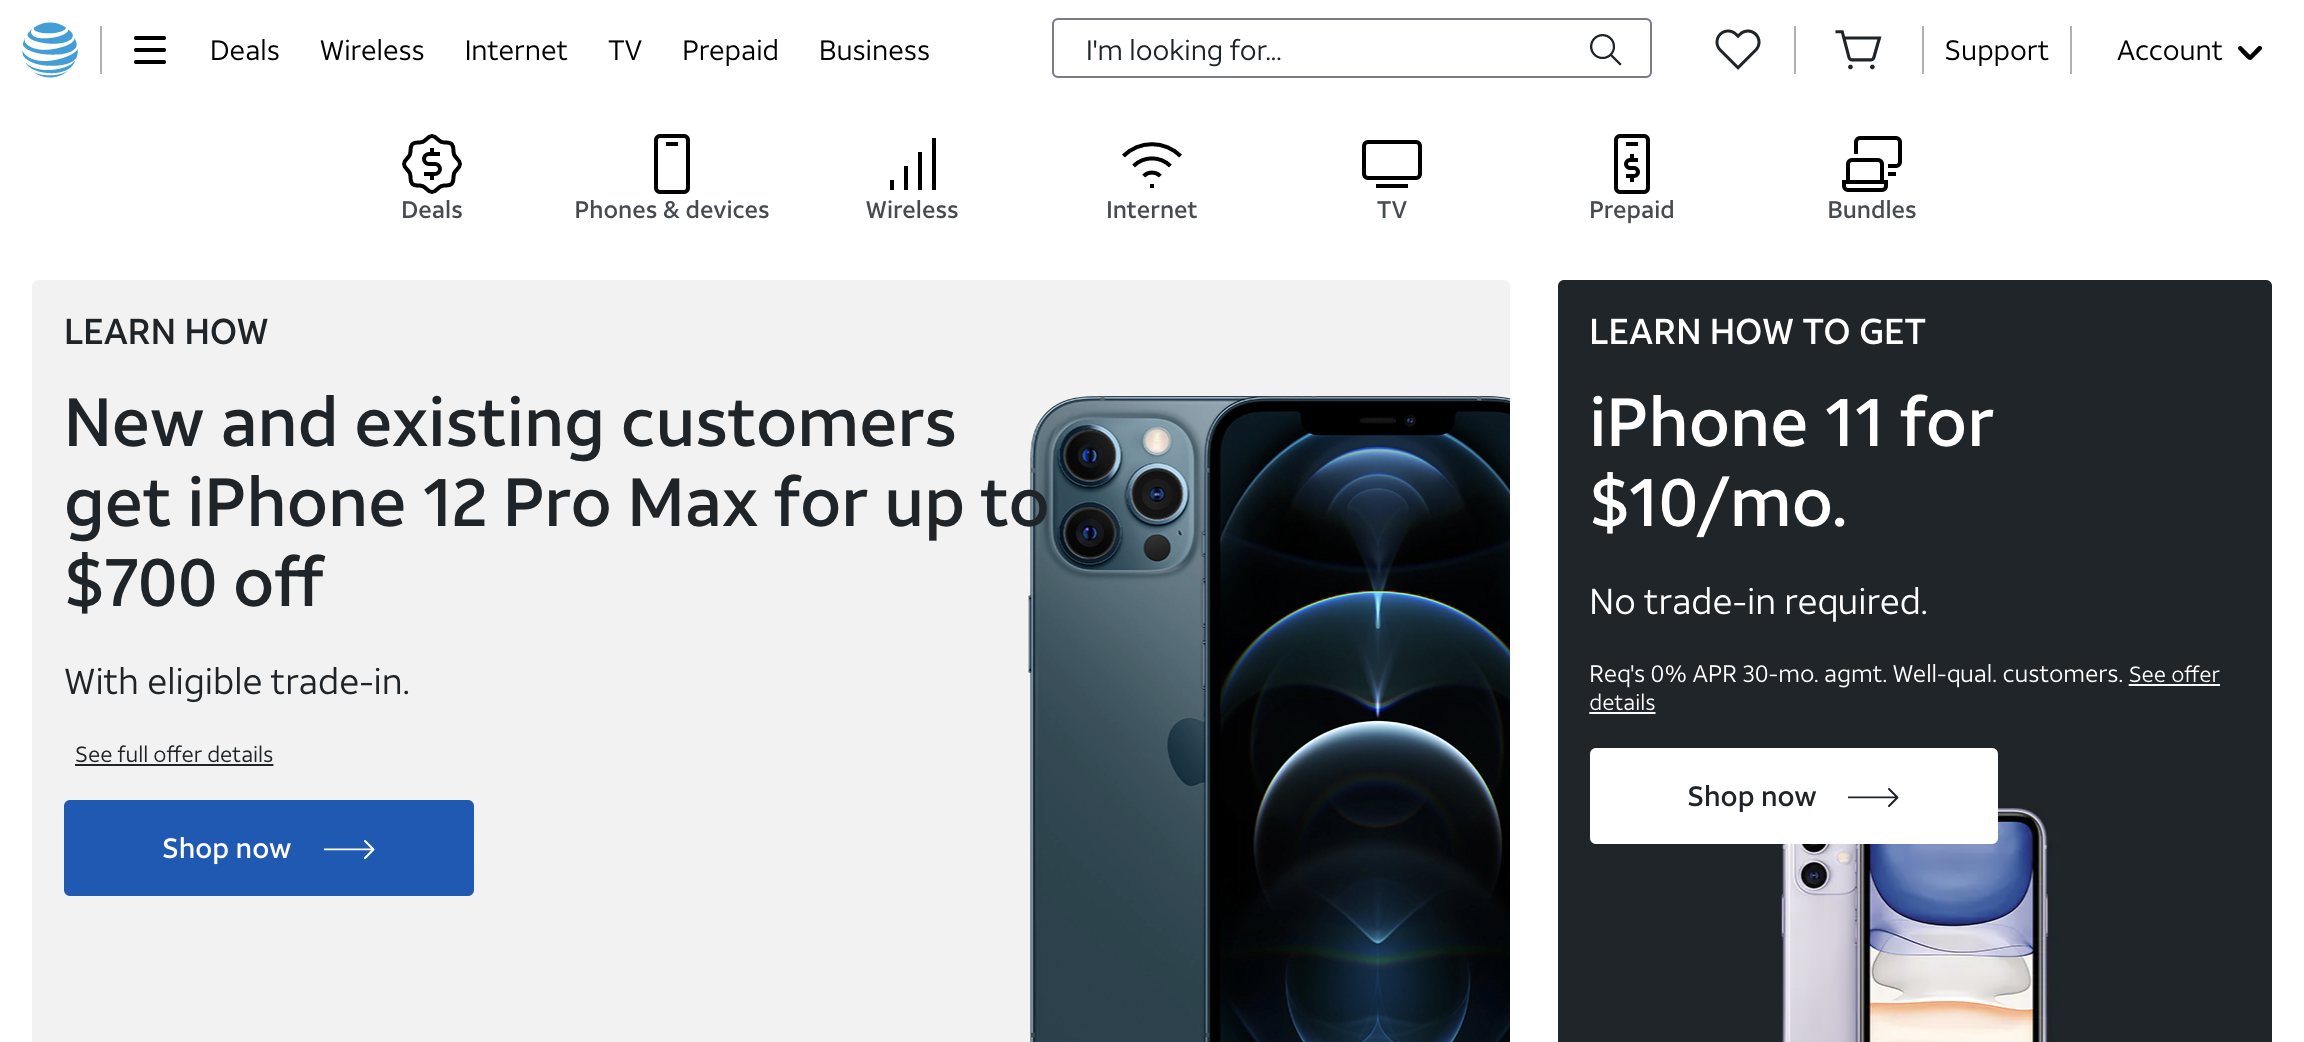 Deals Wireless Internet TV Prepaid Business I'm looking for... Support Account
Deals Phones & devices Wireless Internet TV Prepaid Bundles
LEARN HOW
New and existing customers
get iPhone 12 Pro Max for up to
$700 off
With eligible trade-in.
See full offer details
Shop now
LEARN HOW TO GET
iPhone 11 for
$10/mo.
No trade-in required.
Req's 0% APR 30-mo. agmt. Well-qual. customers. See offer
details
Shop now